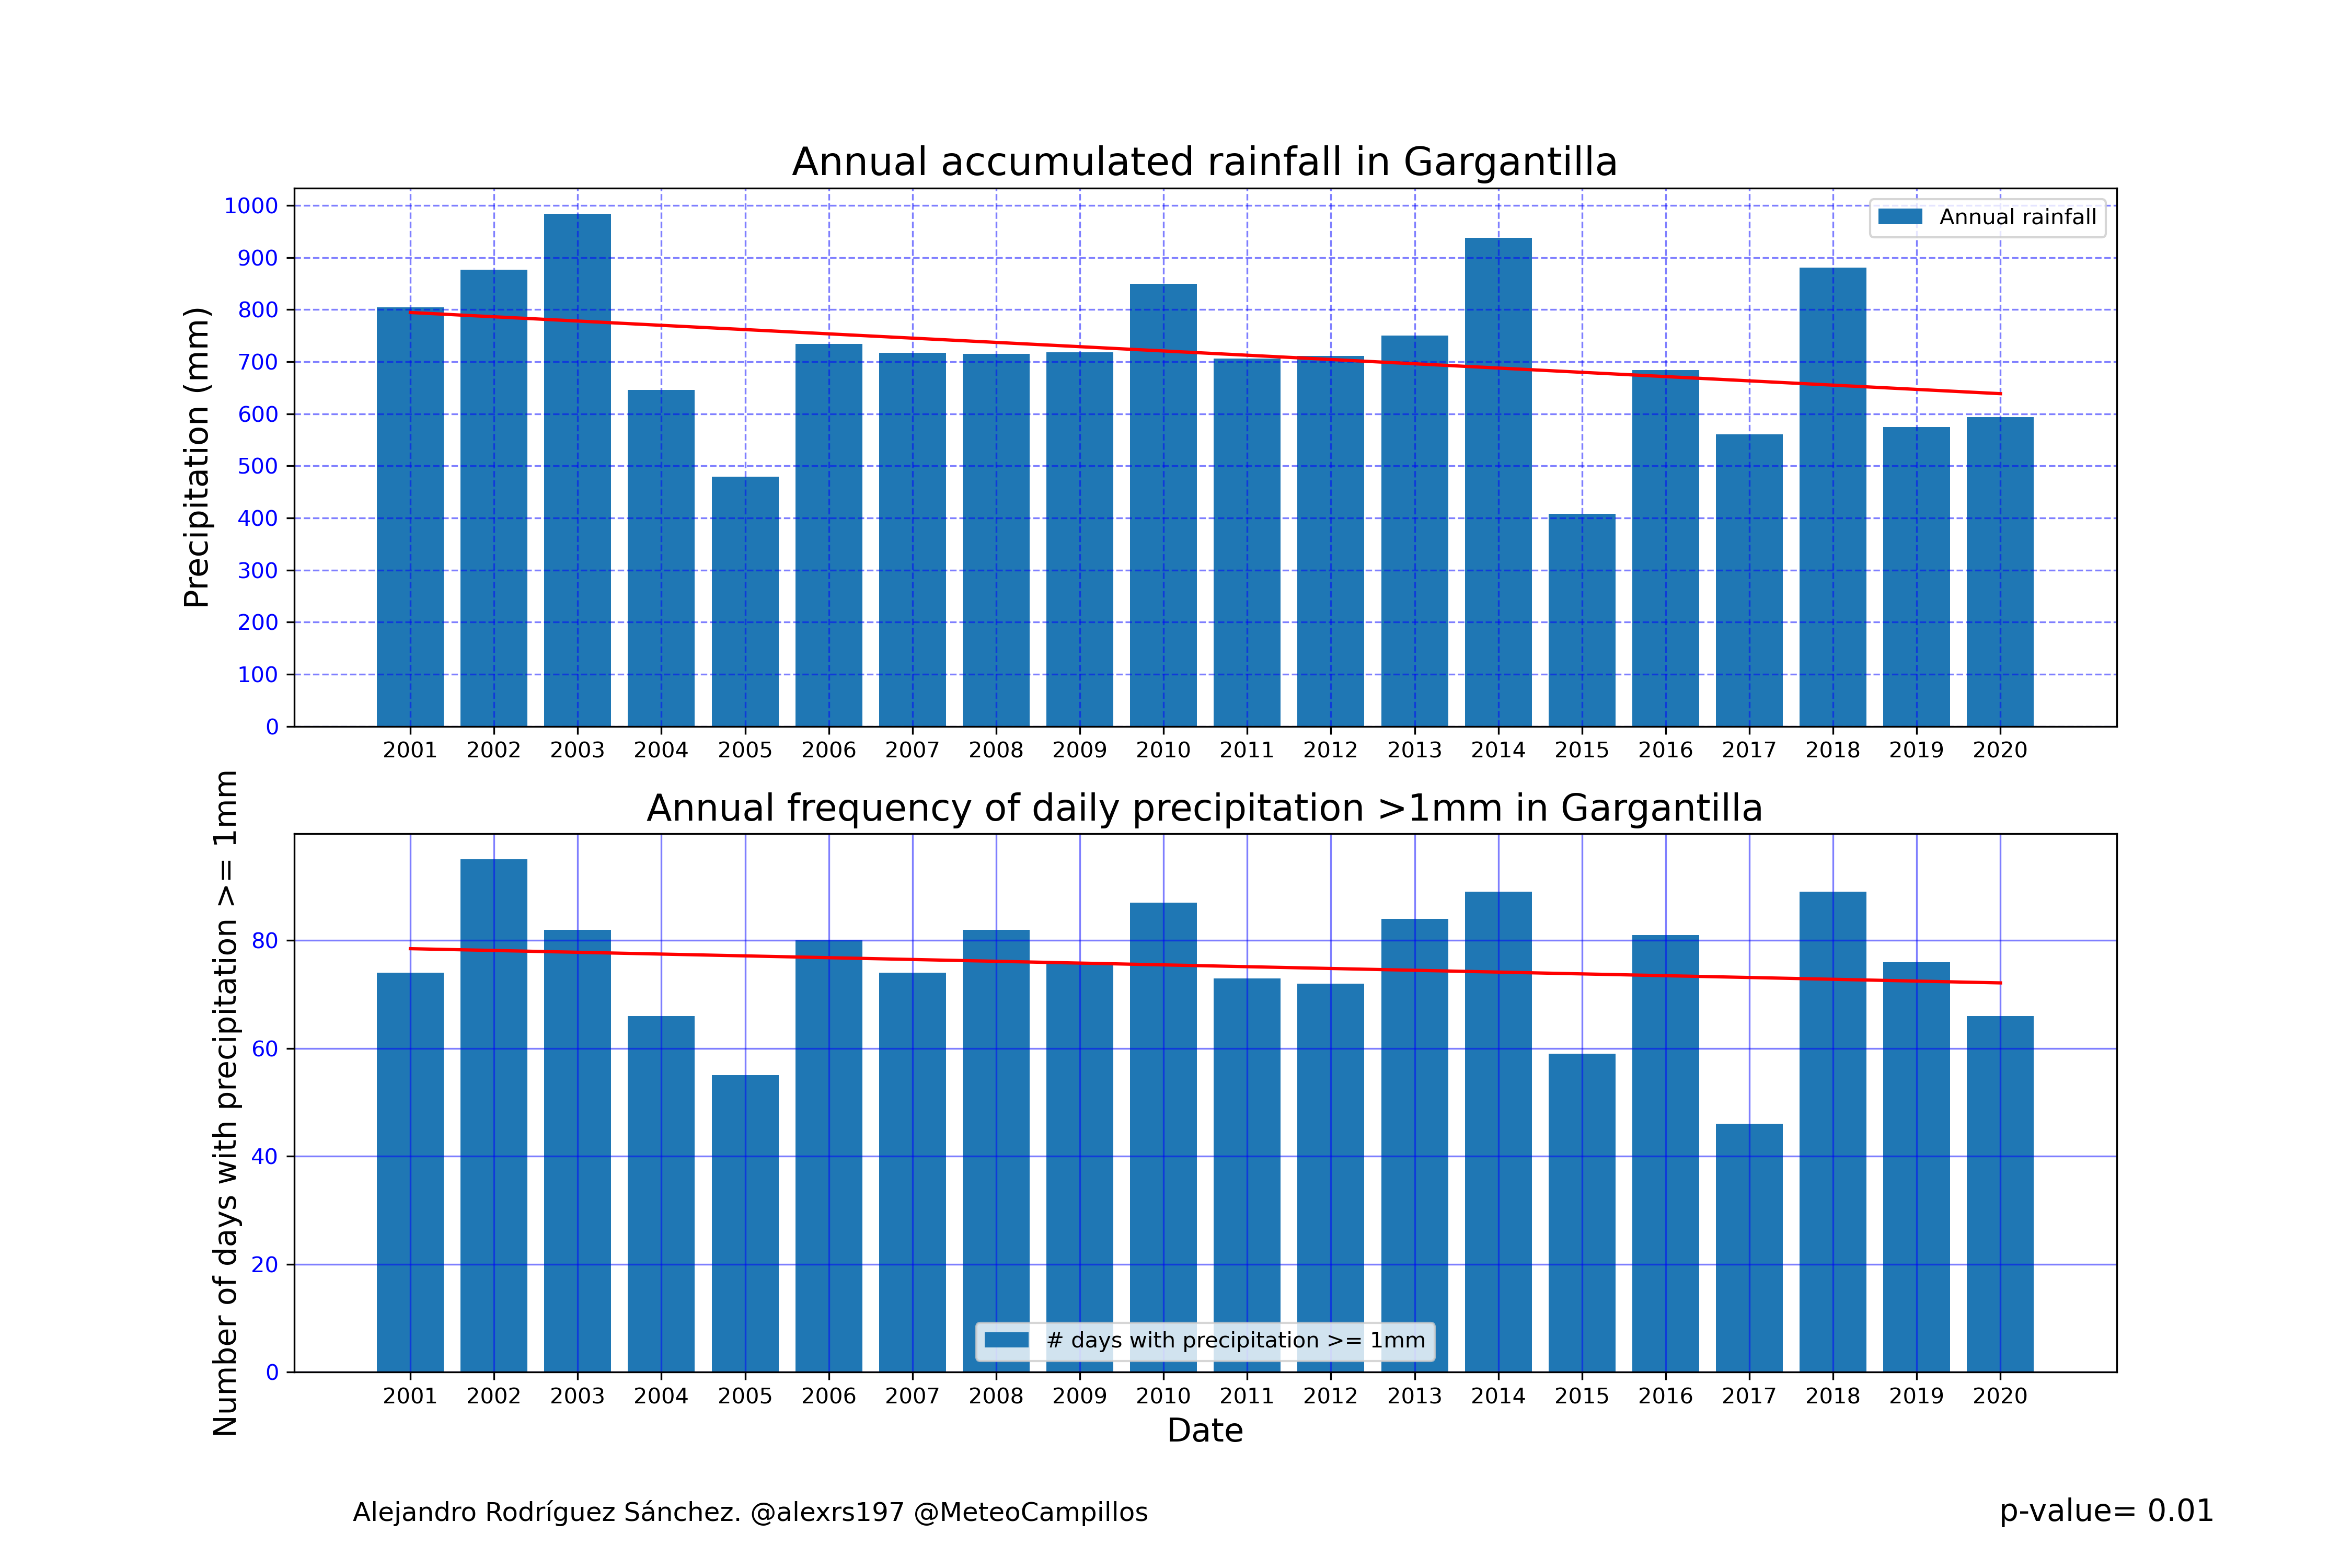 Annual accumulated rainfall in Gargantilla
Precipitation (mm)
1000
900
800
700
600
500
400
300
200
100
0
Annual rainfall
2001 2002 2003 2004 2005 2006 2007 2008 2009 2010 2011 2012 2013 2014 2015 2016 2017 2018 2019 2020
Annual frequency of daily precipitation >1mm in Gargantilla
Number of days with precipitation >= 1mm
80
60
40
20
0
# days with precipitation >= 1mm
2001 2002 2003 2004 2005 2006 2007 2008 2009 2010 2011 2012 2013 2014 2015 2016 2017 2018 2019 2020
Date
Alejandro Rodríguez Sánchez. @alexrs197 @MeteoCampillos
p-value= 0.01